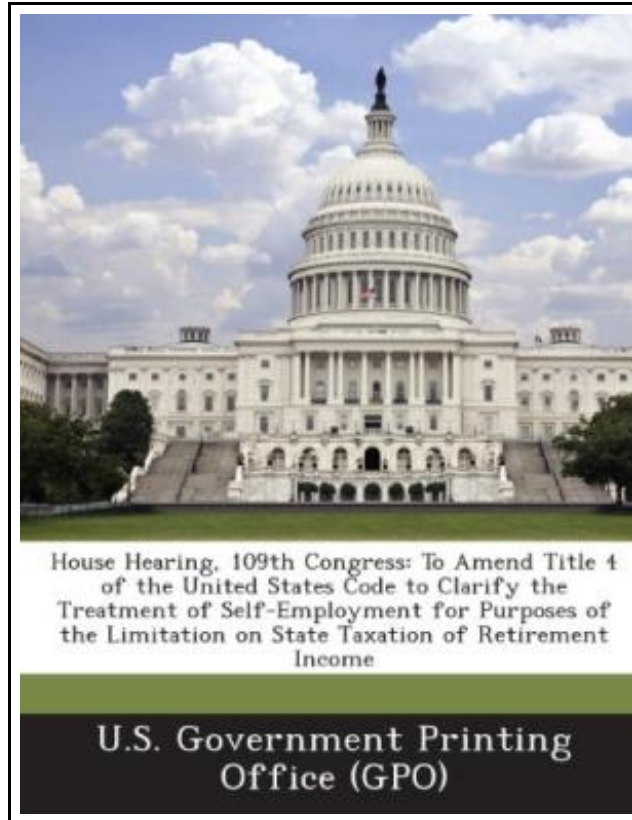 House Hearing, 109th Congress: To Amend Title 4
of the United States Code to Clarify the
Treatment of Self-Employment for Purposes of
the Limitation on State Taxation of Retirement
Income
U.S. Government Printing
Office (GPO)